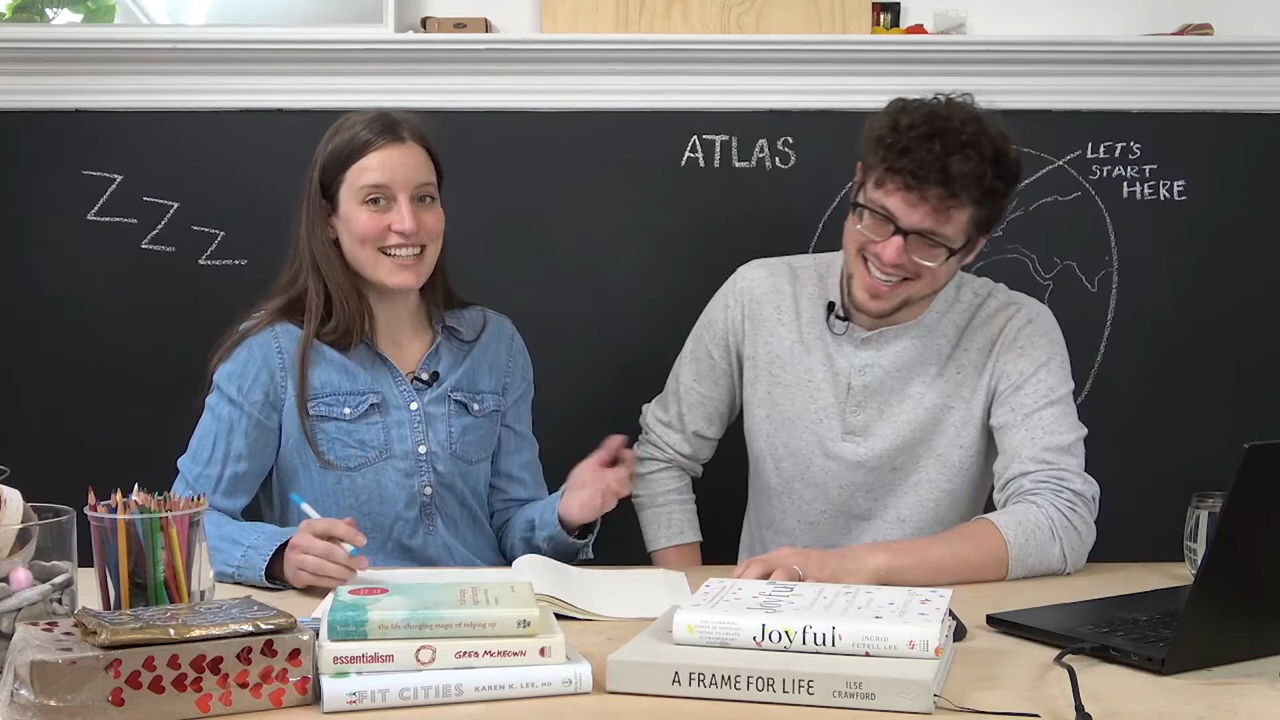 ZZZ
ATLAS
LET'S
START
HERE
the life-changing magic of tidying up
essentialism
GREG MCKEOWN
FIT CITIES
KAREN K. LEE, MD
Joyful
Joyful
INGRID
FETELL LEE
A FRAME FOR LIFE
ILSE
CRAWFORD